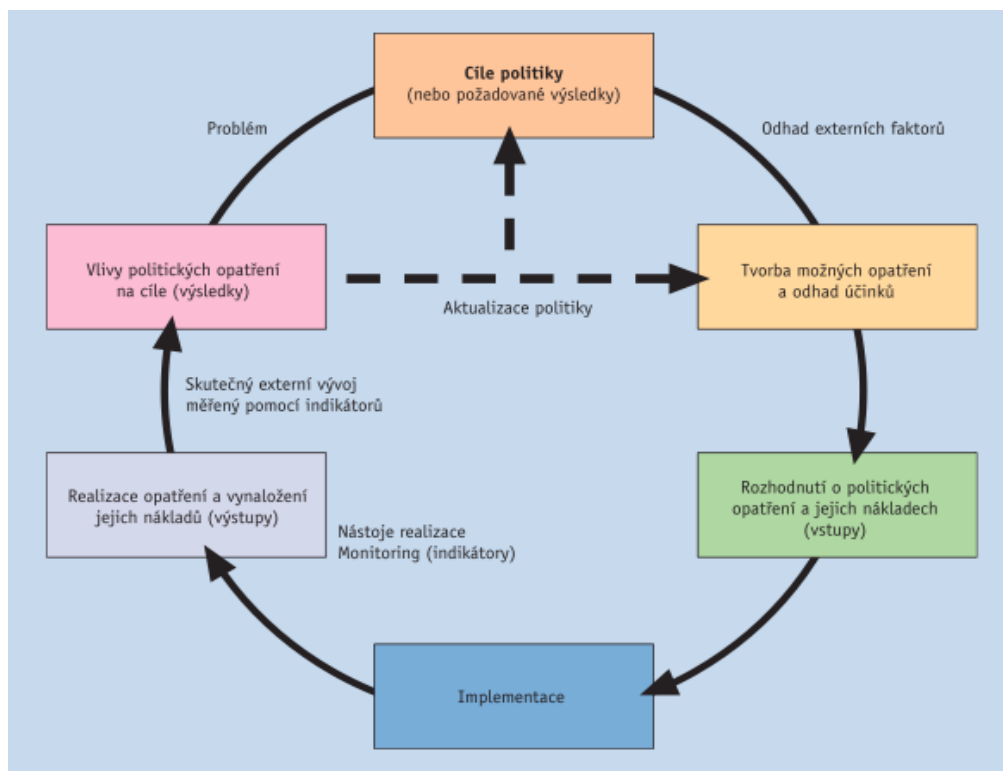 Cíle politiky
(nebo požadované výsledky)
Problém
Odhad externích faktorů
Vlivy politických opatření
na cíle (výsledky)
Tvorba možných opatření
a odhad účinků
Aktualizace politiky
Skutečný externí vývoj
měřený pomocí indikátorů
Realizace opatření a vynaložení
jejich nákladů (výstupy)
Rozhodnutí o politických
opatření a jejich nákladech
(vstupy)
Nástoje realizace
Monitoring (indikátory)
Implementace